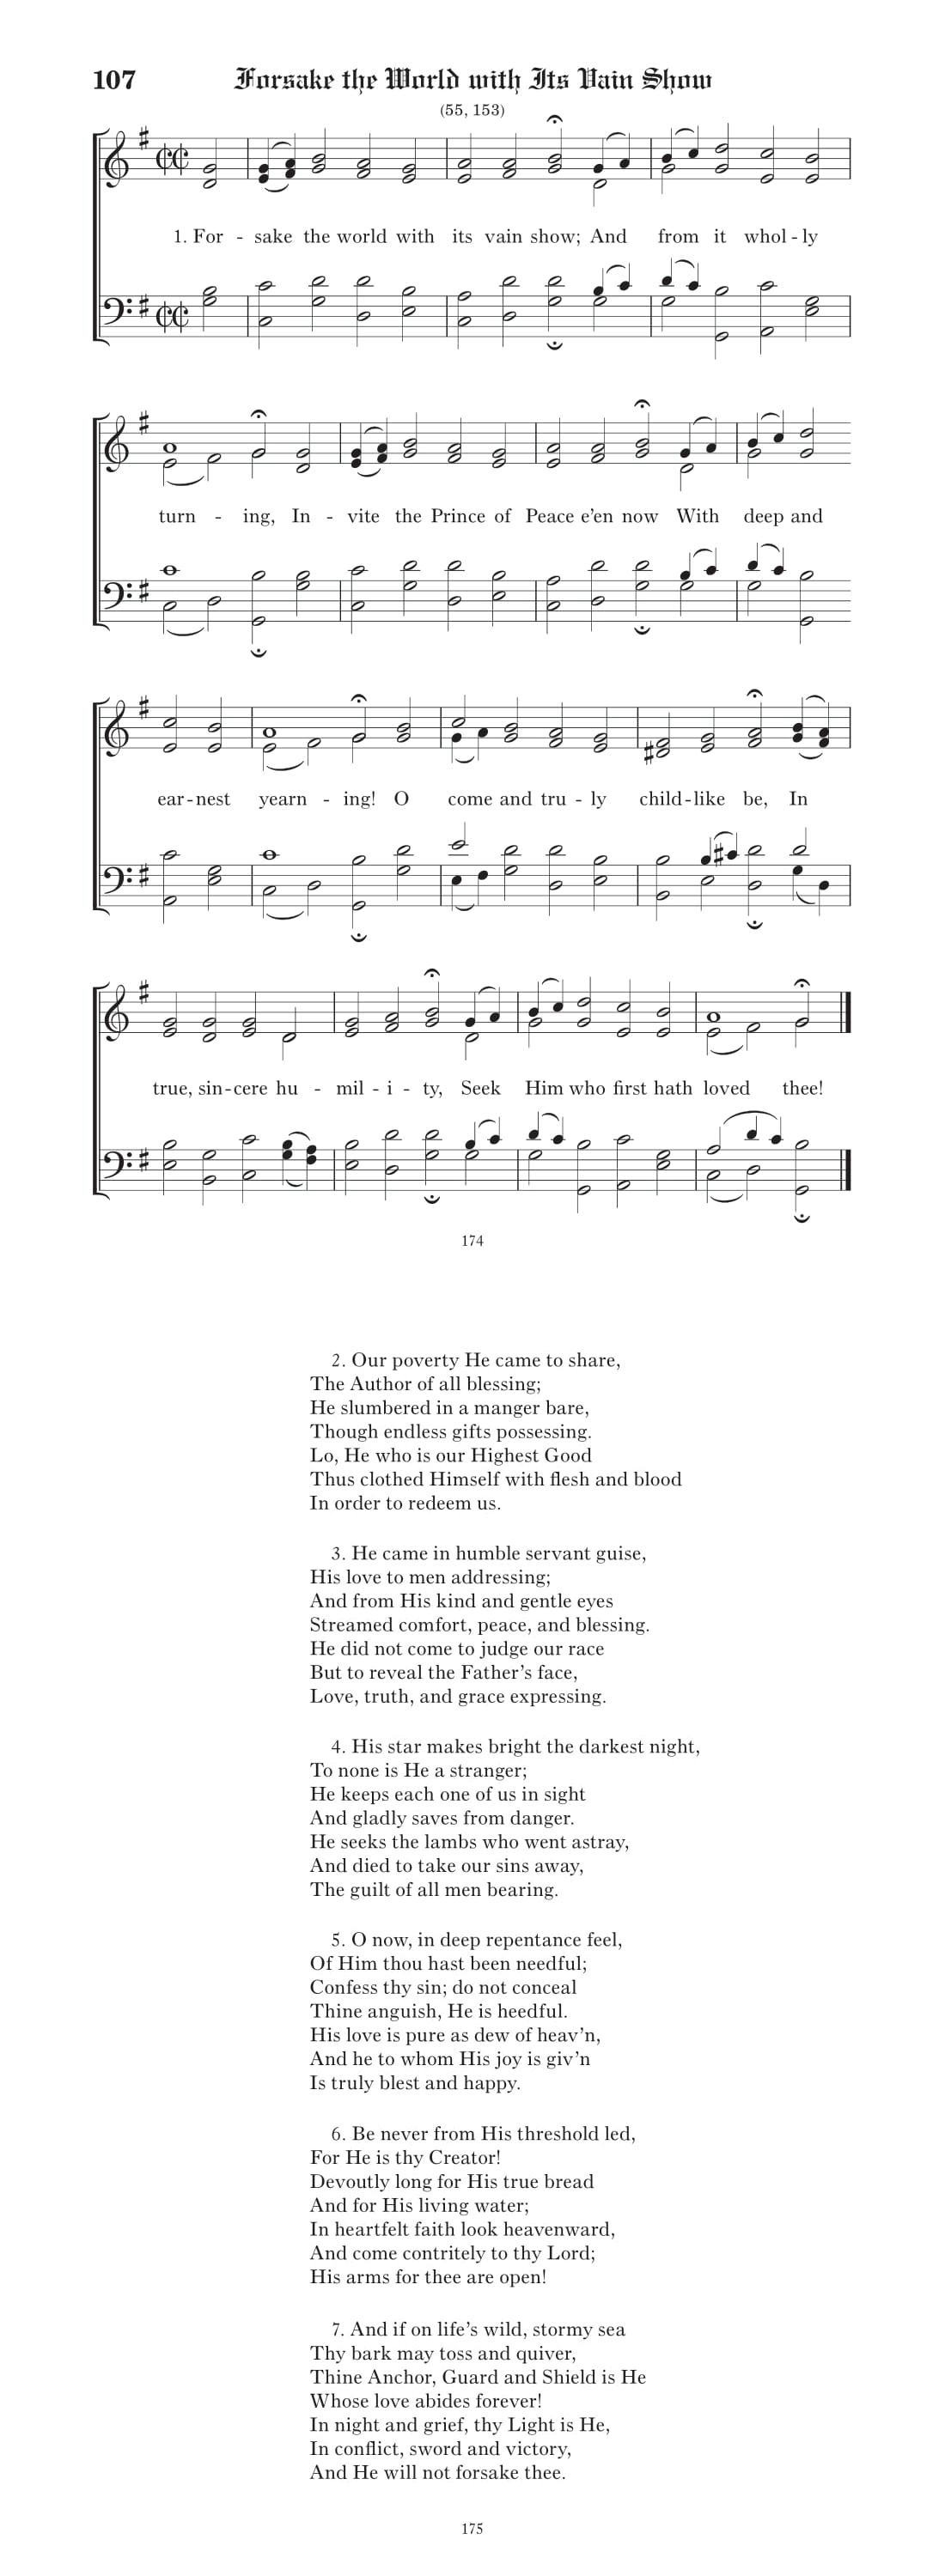 107 Forsake the World with Its Vain Show
(55, 153)
1. For - sake the world with its vain show; And from it whol - ly
turn - ing, In - vite the Prince of Peace e’en now With deep and
ear - nest yearn - ing! O come and tru - ly child - like be, In
true, sin - cere hu - mil - i - ty, Seek Him who first hath loved thee!
174
2. Our poverty He came to share,
The Author of all blessing;
He slumbered in a manger bare,
Though endless gifts possessing.
Lo, He who is our Highest Good
Thus clothed Himself with flesh and blood
In order to redeem us.
3. He came in humble servant guise,
His love to men addressing;
And from His kind and gentle eyes
Streamed comfort, peace, and blessing.
He did not come to judge our race
But to reveal the Father’s face,
Love, truth, and grace expressing.
4. His star makes bright the darkest night,
To none is He a stranger;
He keeps each one of us in sight
And gladly saves from danger.
He seeks the lambs who went astray,
And died to take our sins away,
The guilt of all men bearing.
5. O now, in deep repentance feel,
Of Him thou hast been needful;
Confess thy sin; do not conceal
Thine anguish, He is heedful.
His love is pure as dew of heav’n,
And he to whom His joy is giv’n
Is truly blest and happy.
6. Be never from His threshold led,
For He is thy Creator!
Devoutly long for His true bread
And for His living water;
In heartfelt faith look heavenward,
And come contritely to thy Lord;
His arms for thee are open!
7. And if on life’s wild, stormy sea
Thy bark may toss and quiver,
Thine Anchor, Guard and Shield is He
Whose love abides forever!
In night and grief, thy Light is He,
In conflict, sword and victory,
And He will not forsake thee.
175